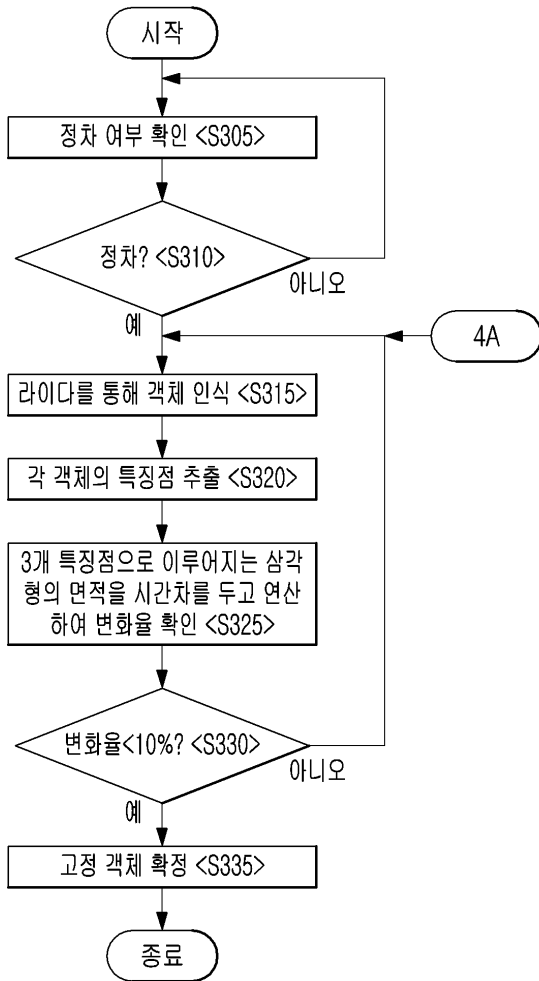 시작
정차 여부 확인 <S305>
정차? <S310>
아니오
예
4A
라이다를 통해 객체 인식 <S315>
각 객체의 특징점 추출 <S320>
3개 특징점으로 이루어지는 삼각
형의 면적을 시간차를 두고 연산
하여 변화율 확인 <S325>
변화율<10%? <S330>
아니오
예
고정 객체 확정 <S335>
종료